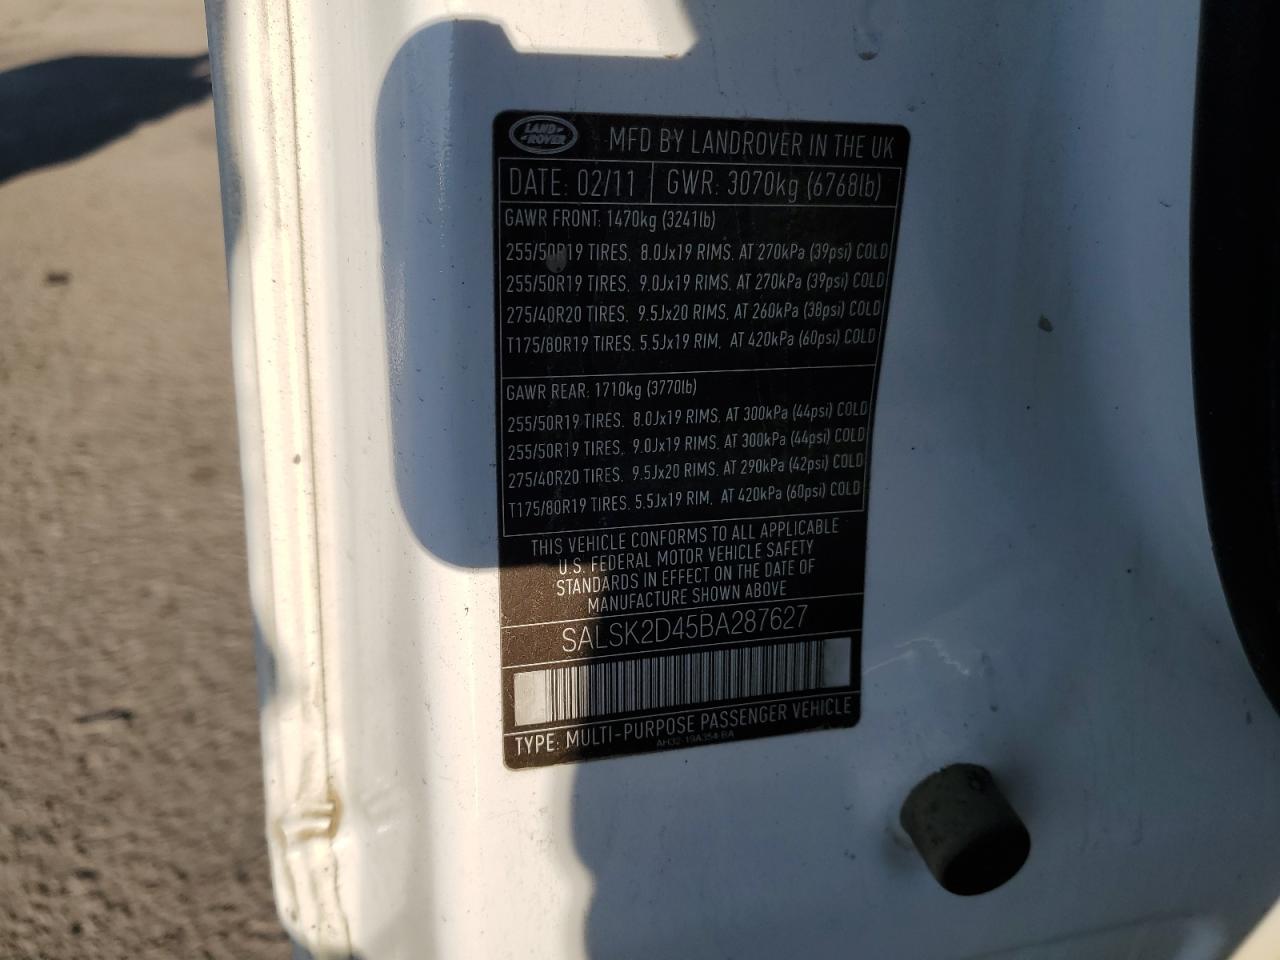 LAND ROVER
MFD BY LANDROVER IN THE UK
DATE: 02/11 GWR: 3070kg (6768lb)
GAWR FRONT: 1470kg (3241lb)
255/50R19 TIRES, 8.0Jx19 RIMS, AT 270kPa (39psi) COLD
255/50R19 TIRES, 9.0Jx19 RIMS, AT 270kPa (39psi) COLD
275/40R20 TIRES, 9.5Jx20 RIMS, AT 260kPa (38psi) COLD
T175/80R19 TIRES, 5.5Jx19 RIM, AT 420kPa (60psi) COLD
GAWR REAR: 1710kg (3770lb)
255/50R19 TIRES, 8.0Jx19 RIMS, AT 300kPa (44psi) COLD
255/50R19 TIRES, 9.0Jx19 RIMS, AT 300kPa (44psi) COLD
275/40R20 TIRES, 9.5Jx20 RIMS, AT 290kPa (42psi) COLD
T175/80R19 TIRES, 5.5Jx19 RIM, AT 420kPa (60psi) COLD
THIS VEHICLE CONFORMS TO ALL APPLICABLE
U.S. FEDERAL MOTOR VEHICLE SAFETY
STANDARDS IN EFFECT ON THE DATE OF
MANUFACTURE SHOWN ABOVE
SALSK2D45BA287627
TYPE: MULTI-PURPOSE PASSENGER VEHICLE
AH32-19A354-BA